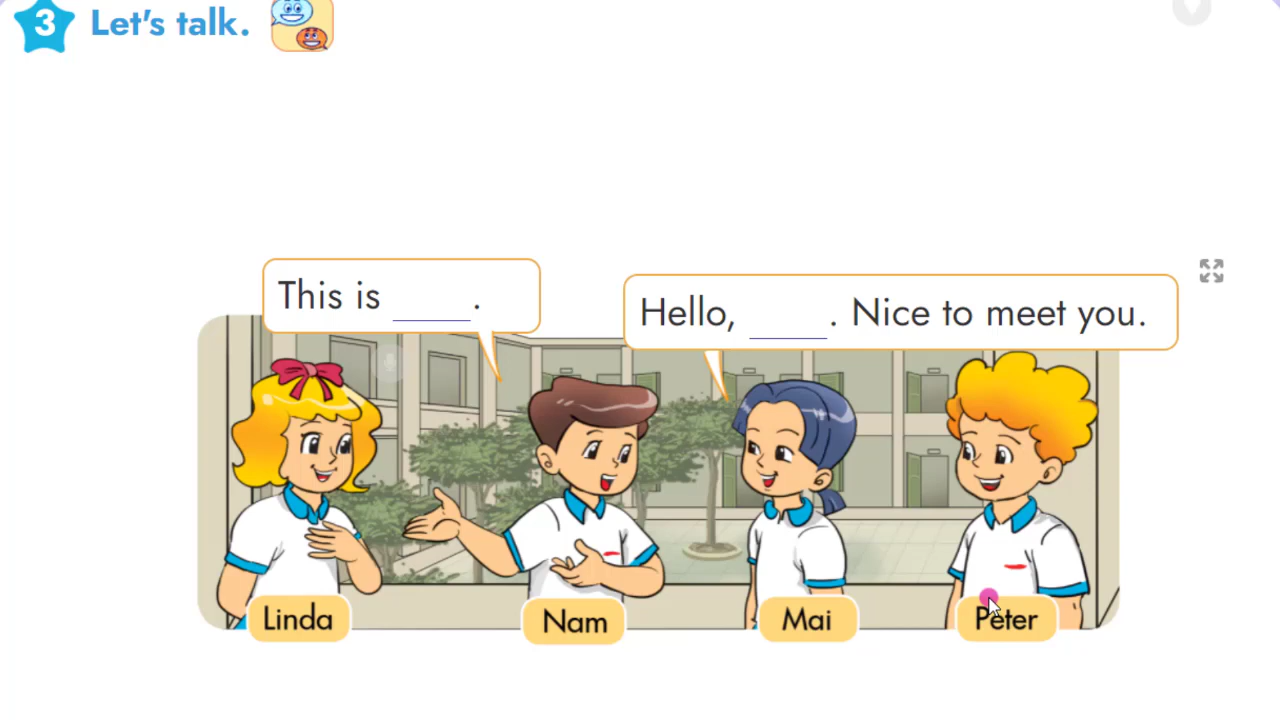 3 Let's talk.
This is ____.
Hello, ____. Nice to meet you.
Linda
Nam
Mai
Peter